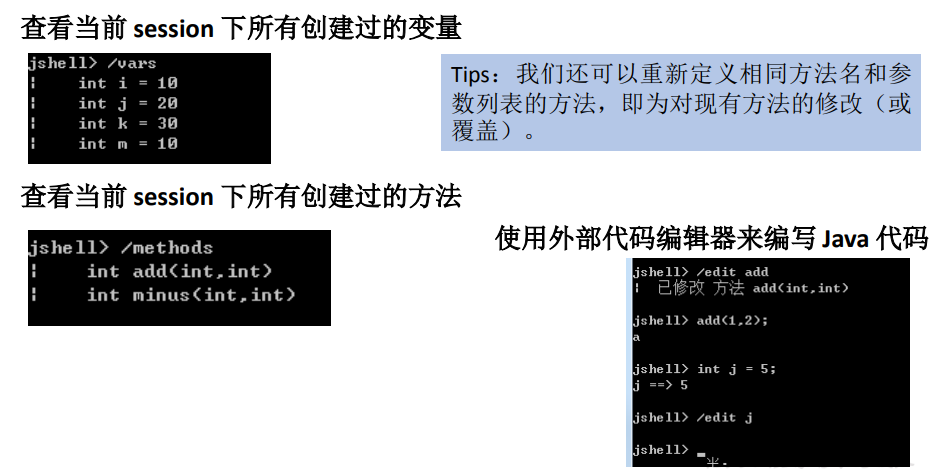 查看当前 session 下所有创建过的变量
jshell> /vars
|    int i = 10
|    int j = 20
|    int k = 30
|    int m = 10
Tips：我们还可以重新定义相同方法名和参
数列表的方法，即为对现有方法的修改（或
覆盖）。
查看当前 session 下所有创建过的方法
jshell> /methods
|    int add(int,int)
|    int minus(int,int)
使用外部代码编辑器来编写 Java 代码
jshell> /edit add
|  已修改 方法 add(int,int)
jshell> add(1,2);
a
jshell> int j = 5;
j ==> 5
jshell> /edit j
jshell>
半: